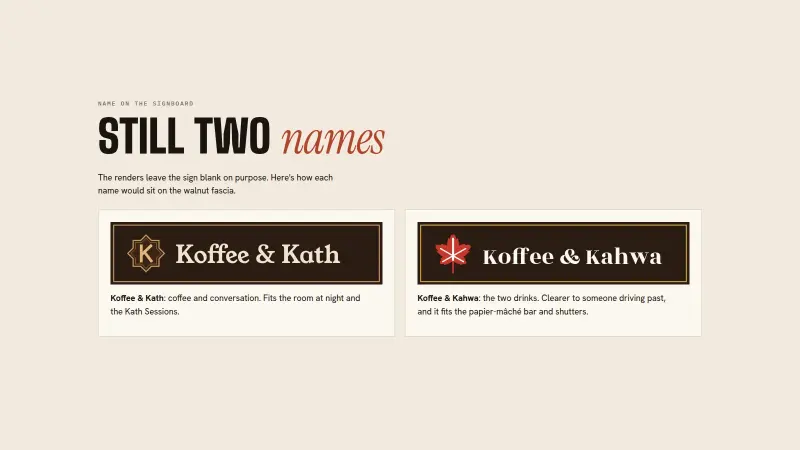 NAME ON THE SIGNBOARD
STILL TWO names
The renders leave the sign blank on purpose. Here's how each
name would sit on the walnut fascia.
K Koffee & Kath
Koffee & Kath: coffee and conversation. Fits the room at night and
the Kath Sessions.
Koffee & Kahwa
Koffee & Kahwa: the two drinks. Clearer to someone driving past,
and it fits the papier-mâché bar and shutters.